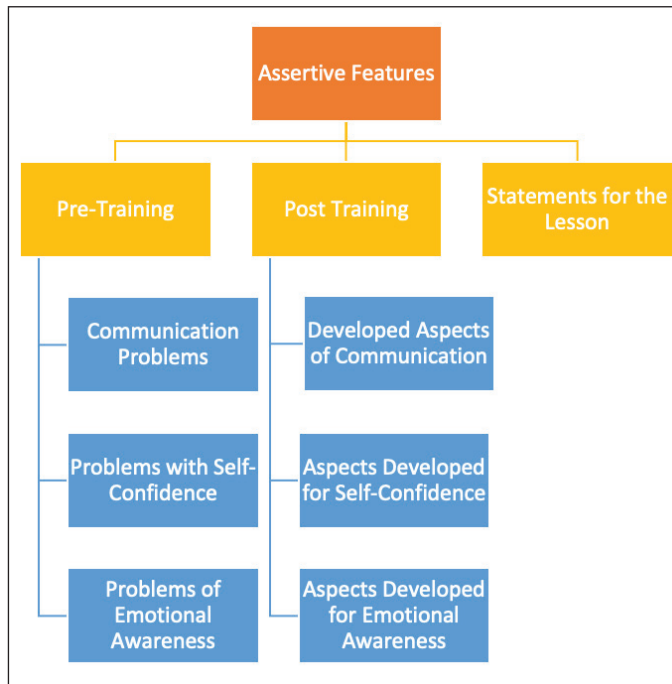 Assertive Features
Pre-Training
Post Training
Statements for the
Lesson
Communication
Problems
Developed Aspects
of Communication
Problems with Self-
Confidence
Aspects Developed
for Self-Confidence
Problems of
Emotional
Awareness
Aspects Developed
for Emotional
Awareness